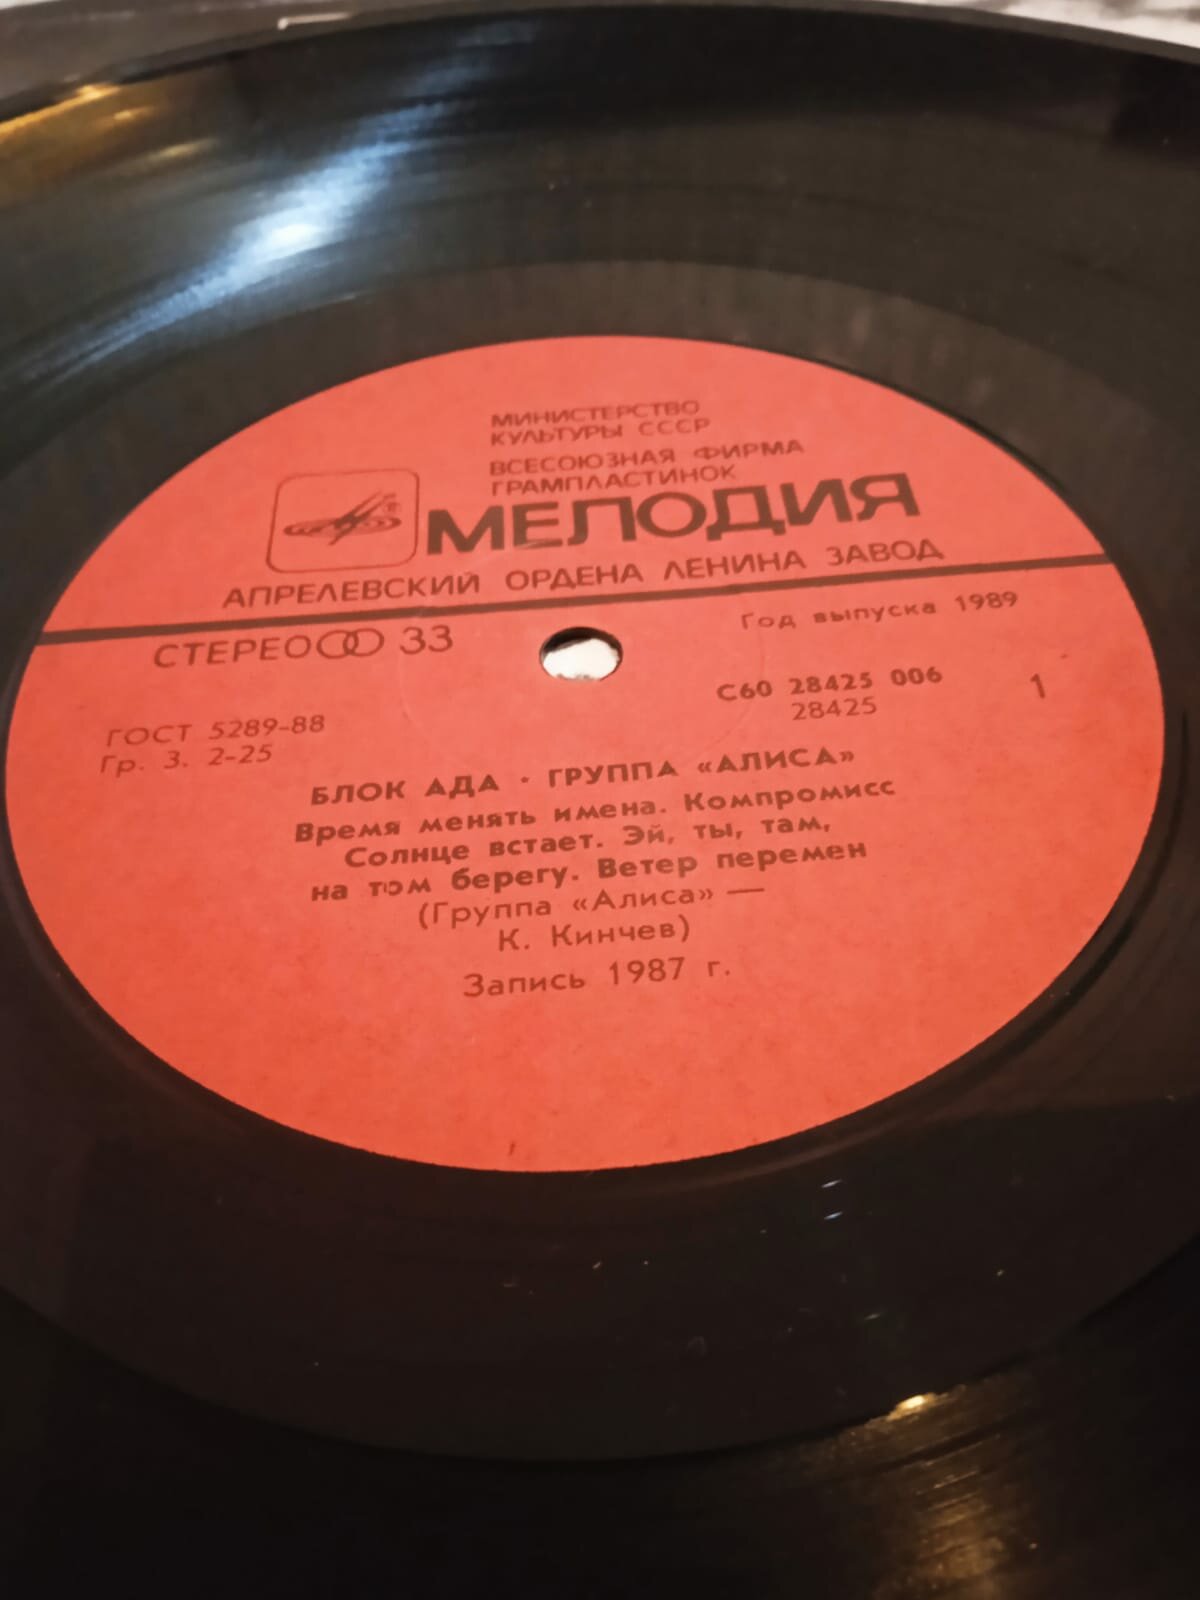 МИНИСТЕРСТВО
КУЛЬТУРЫ СССР
ВСЕСОЮЗНАЯ ФИРМА
ГРАМПЛАСТИНОК
МЕЛОДИЯ
АПРЕЛЕВСКИЙ ОРДЕНА ЛЕНИНА ЗАВОД
СТЕРЕО 33
Год выпуска 1989
ГОСТ 5289-88
Гр. 3. 2-25
С60 28425 006
28425
1
БЛОК АДА · ГРУППА «АЛИСА»
Время менять имена. Компромисс
Солнце встает. Эй, ты, там,
на том берегу. Ветер перемен
(Группа «Алиса» —
К. Кинчев)
Запись 1987 г.